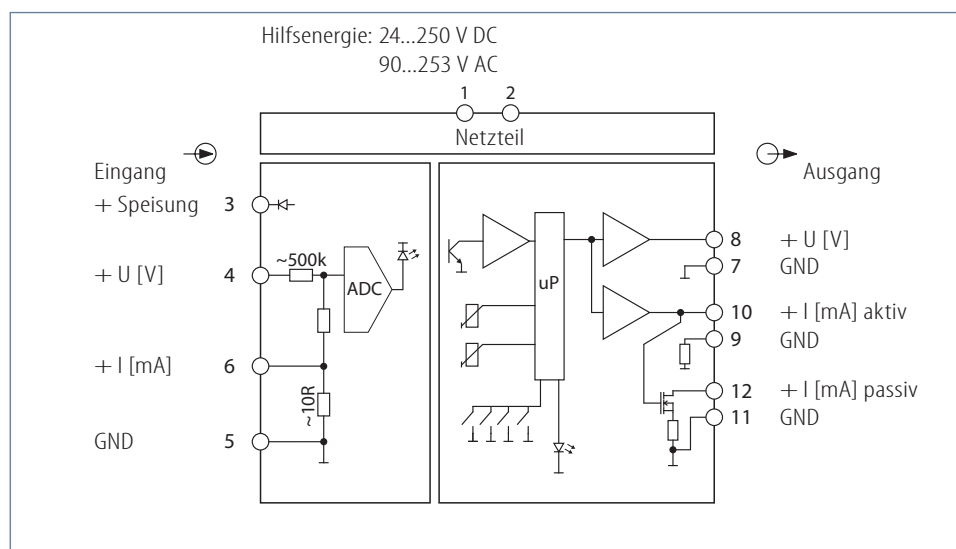 Hilfsenergie: 24...250 V DC
90...253 V AC
1 2
Netzteil
Eingang
Ausgang
+ Speisung 3
+ U [V] 4
~500k
ADC
uP
8 + U [V]
7 GND
10 + I [mA] aktiv
9 GND
+ I [mA] 6
~10R
12 + I [mA] passiv
11 GND
GND 5